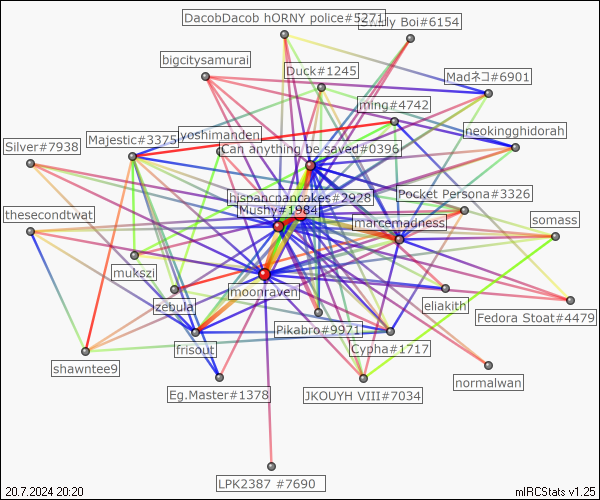 DacobDacob hORNY police#5271
Swirly Boi#6154
bigcitysamurai
Duck#1245
Madネコ#6901
ming#4742
neokingghidorah
yoshimanden
Majestic#3375
Silver#7938
Can anything be saved#0396
hispancpancakes#2928
Pocket Persona#3326
Mushy#1984
thesecondtwat
marcemadness
somass
mukszi
moonraven
zebula
eliakith
Fedora Stoat#4479
Pikabro#9971
frisout
Cypha#1717
shawntee9
normalwan
Eg.Master#1378
JKOUYH VIII#7034
LPK2387 #7690
20.7.2024 20:20
mIRCStats v1.25